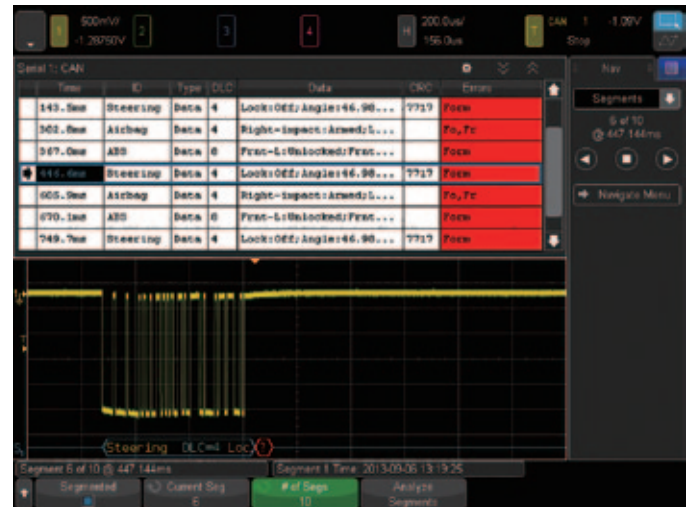 1 500mV/ 2 3 4 H 200.0us/ T CAN 1 -1.09V
-1.28750V 156.0us Stop
Serial 1: CAN
Nav
Time ID Type DLC Data CRC Errors
143.5ms Steering Data 4 Lock:Off;Angle:46.98... 7717 Form
302.8ms Airbag Data 4 Right-impact:Armed;L... Fo,Fr
367.0ms ABS Data 8 Frnt-L:Unlocked;Frnt... Form
446.6ms Steering Data 4 Lock:Off;Angle:46.98... 7717 Form
605.9ms Airbag Data 4 Right-impact:Armed;L... Fo,Fr
670.1ms ABS Data 8 Frnt-L:Unlocked;Frnt... Form
749.7ms Steering Data 4 Lock:Off;Angle:46.98... 7717 Form
Segments
6 of 10
@ 447.144ms
Navigate Menu
T
S1
Steering DLC=4 Loc ?
Segment 6 of 10 @ 447.144ms
Segment 1 Time: 2013-09-06 13:19:25
Segmented
Current Seg
6
# of Segs
10
Analyze
Segments